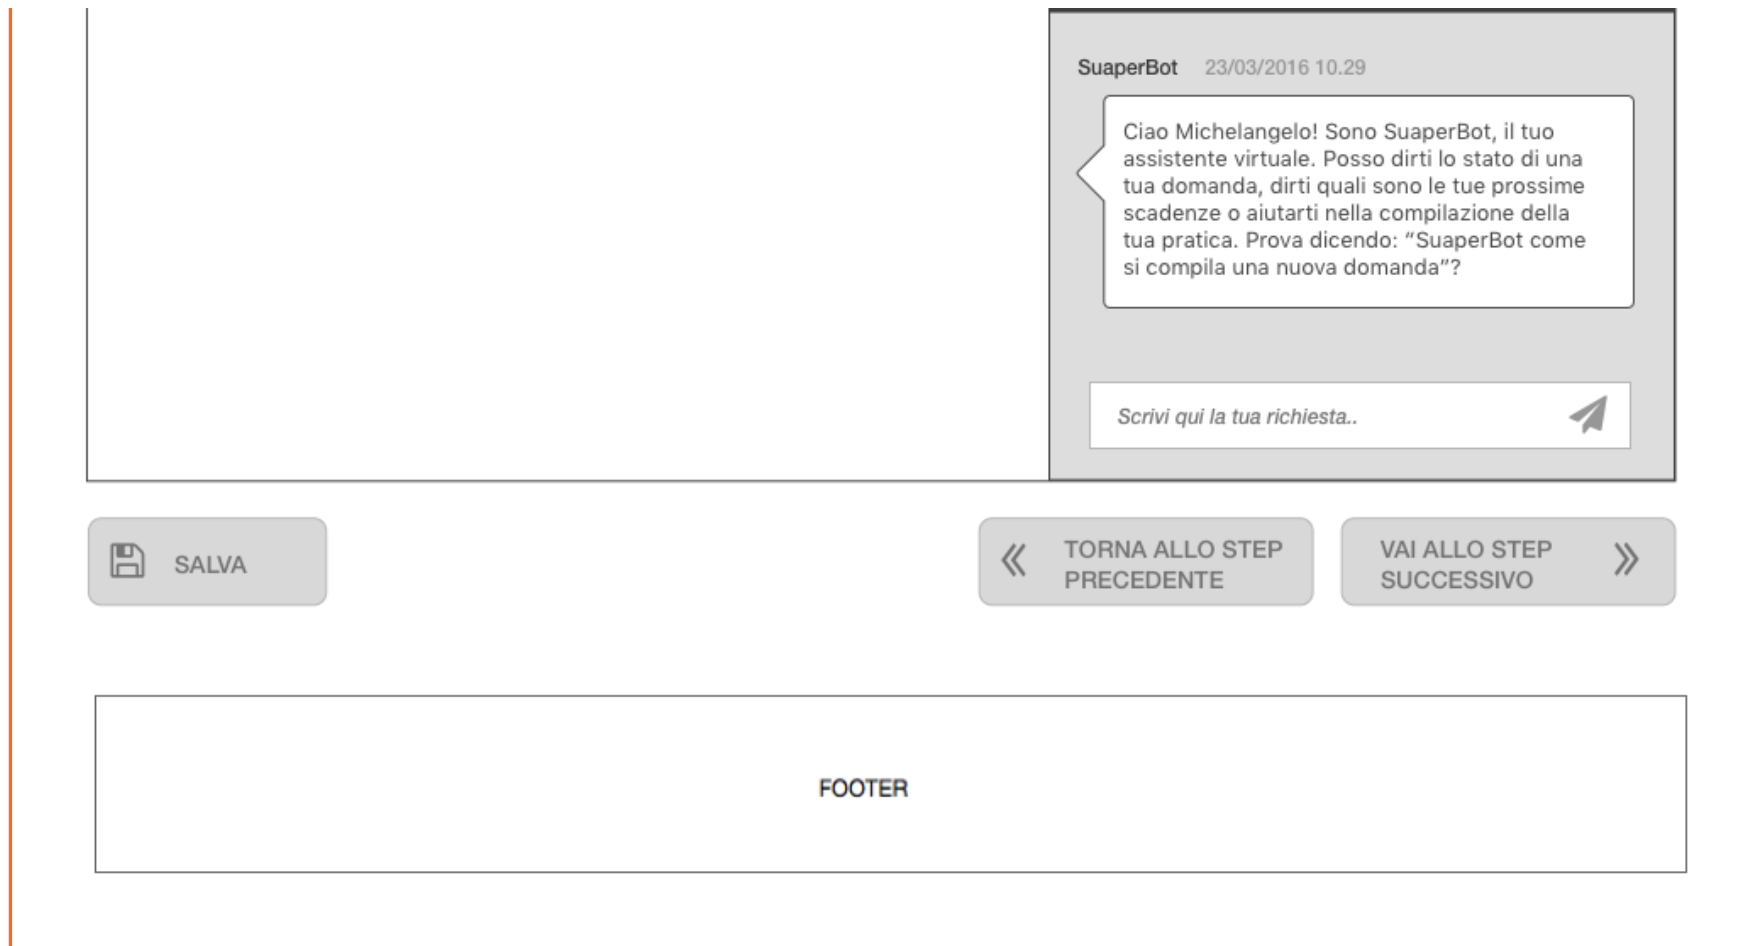 SuaperBot 23/03/2016 10.29
Ciao Michelangelo! Sono SuaperBot, il tuo
assistente virtuale. Posso dirti lo stato di una
tua domanda, dirti quali sono le tue prossime
scadenze o aiutarti nella compilazione della
tua pratica. Prova dicendo: “SuaperBot come
si compila una nuova domanda”?
Scrivi qui la tua richiesta..
SALVA
TORNA ALLO STEP
PRECEDENTE
VAI ALLO STEP
SUCCESSIVO
FOOTER